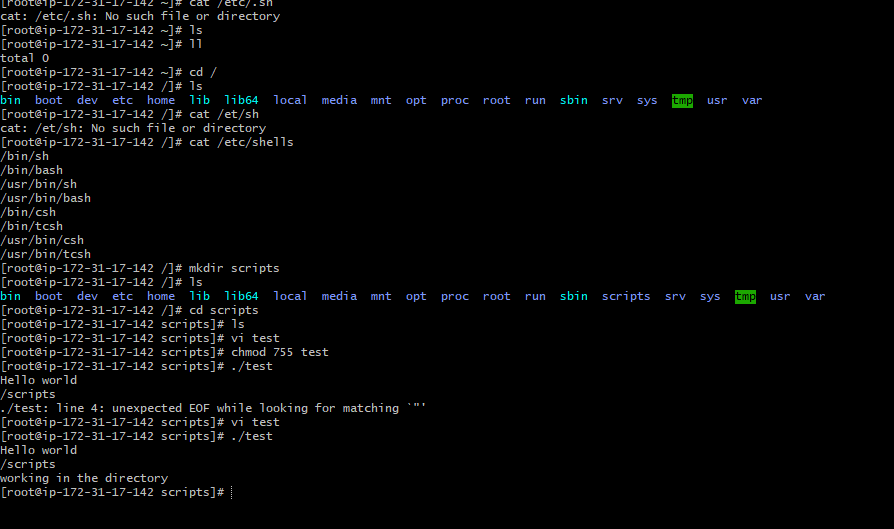 [root@ip-172-31-17-142 ~]# cat /etc/.sh
cat: /etc/.sh: No such file or directory
[root@ip-172-31-17-142 ~]# ls
[root@ip-172-31-17-142 ~]# ll
total 0
[root@ip-172-31-17-142 ~]# cd /
[root@ip-172-31-17-142 /]# ls
bin  boot  dev  etc  home  lib  lib64  local  media  mnt  opt  proc  root  run  sbin  srv  sys  tmp  usr  var
[root@ip-172-31-17-142 /]# cat /et/sh
cat: /et/sh: No such file or directory
[root@ip-172-31-17-142 /]# cat /etc/shells
/bin/sh
/bin/bash
/usr/bin/sh
/usr/bin/bash
/bin/csh
/bin/tcsh
/usr/bin/csh
/usr/bin/tcsh
[root@ip-172-31-17-142 /]# mkdir scripts
[root@ip-172-31-17-142 /]# ls
bin  boot  dev  etc  home  lib  lib64  local  media  mnt  opt  proc  root  run  sbin  scripts  srv  sys  tmp  usr  var
[root@ip-172-31-17-142 /]# cd scripts
[root@ip-172-31-17-142 scripts]# ls
[root@ip-172-31-17-142 scripts]# vi test
[root@ip-172-31-17-142 scripts]# chmod 755 test
[root@ip-172-31-17-142 scripts]# ./test
Hello world
/scripts
./test: line 4: unexpected EOF while looking for matching `"'
[root@ip-172-31-17-142 scripts]# vi test
[root@ip-172-31-17-142 scripts]# ./test
Hello world
/scripts
working in the directory
[root@ip-172-31-17-142 scripts]#